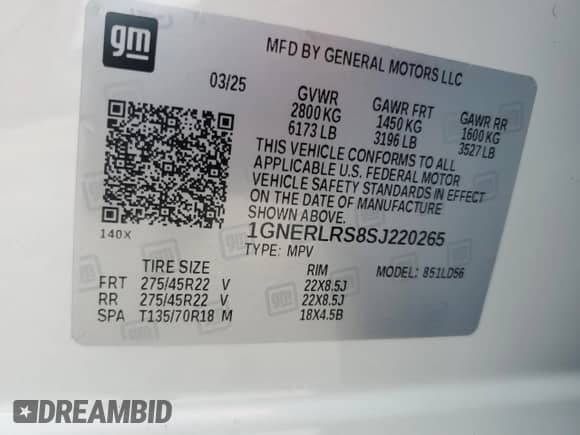 gm
MFD BY GENERAL MOTORS LLC
03/25
GVWR GAWR FRT GAWR RR
2800 KG 1450 KG 1600 KG
6173 LB 3196 LB 3527 LB
THIS VEHICLE CONFORMS TO ALL
APPLICABLE U.S. FEDERAL MOTOR
VEHICLE SAFETY STANDARDS IN EFFECT
ON THE DATE OF MANUFACTURE
SHOWN ABOVE.
140X
1GNERLRS8SJ220265
TYPE: MPV
MODEL: 851LD56
TIRE SIZE RIM
FRT 275/45R22 V 22X8.5J
RR 275/45R22 V 22X8.5J
SPA T135/70R18 M 18X4.5B
DREAMBID